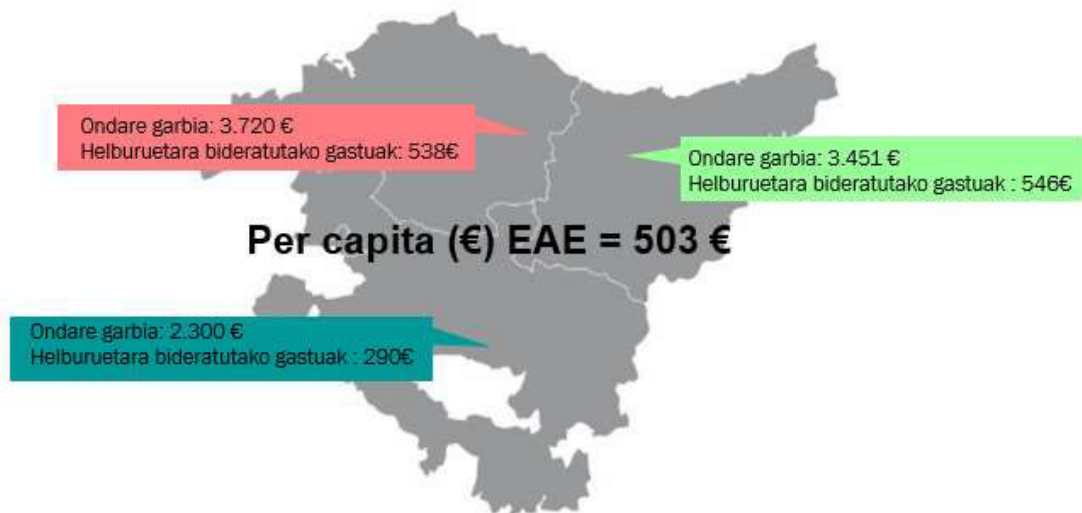 Ondare garbia: 3.720 €
Helburuetara bideratutako gastuak: 538€
Ondare garbia: 3.451 €
Helburuetara bideratutako gastuak : 546€
Per capita (€) EAE = 503 €
Ondare garbia: 2.300 €
Helburuetara bideratutako gastuak : 290€